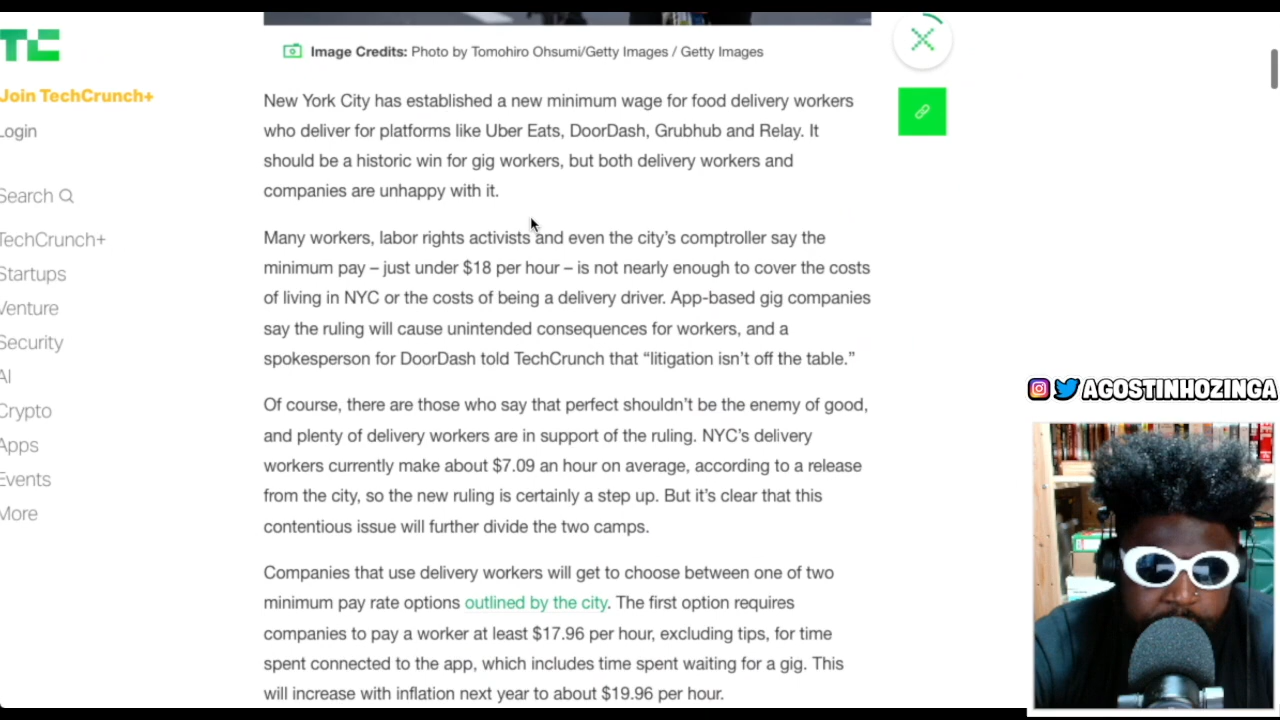 TC
Join TechCrunch+
Login
Search
TechCrunch+
Startups
Venture
Security
AI
Crypto
Apps
Events
More
Image Credits: Photo by Tomohiro Ohsumi/Getty Images / Getty Images
New York City has established a new minimum wage for food delivery workers
who deliver for platforms like Uber Eats, DoorDash, Grubhub and Relay. It
should be a historic win for gig workers, but both delivery workers and
companies are unhappy with it.
Many workers, labor rights activists and even the city’s comptroller say the
minimum pay – just under $18 per hour – is not nearly enough to cover the costs
of living in NYC or the costs of being a delivery driver. App-based gig companies
say the ruling will cause unintended consequences for workers, and a
spokesperson for DoorDash told TechCrunch that “litigation isn’t off the table.”
Of course, there are those who say that perfect shouldn’t be the enemy of good,
and plenty of delivery workers are in support of the ruling. NYC’s delivery
workers currently make about $7.09 an hour on average, according to a release
from the city, so the new ruling is certainly a step up. But it’s clear that this
contentious issue will further divide the two camps.
Companies that use delivery workers will get to choose between one of two
minimum pay rate options outlined by the city. The first option requires
companies to pay a worker at least $17.96 per hour, excluding tips, for time
spent connected to the app, which includes time spent waiting for a gig. This
will increase with inflation next year to about $19.96 per hour.
AGOSTINHOZINGA